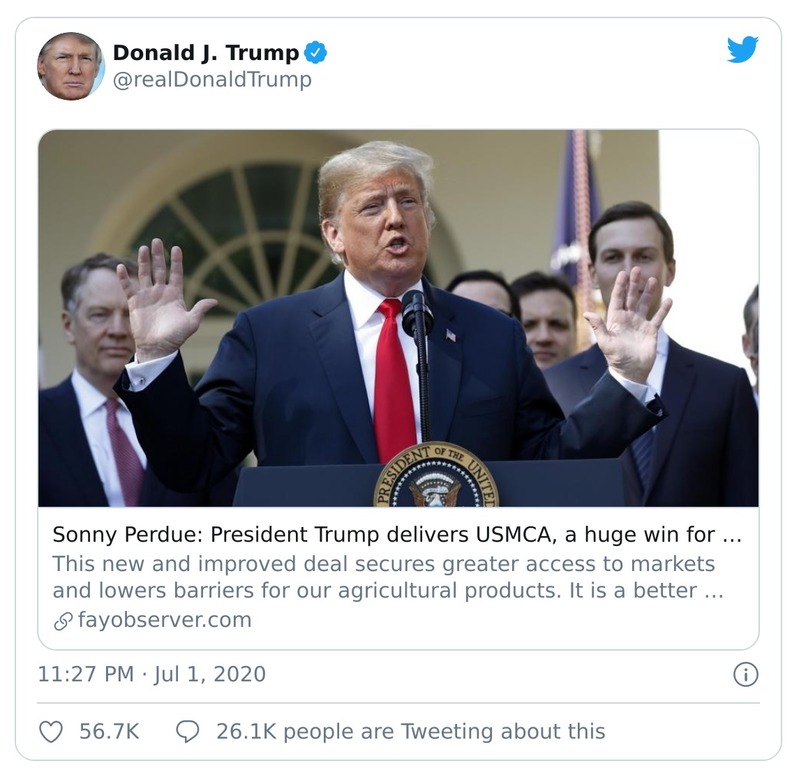 Donald J. Trump
@realDonaldTrump
PRESIDENT OF THE UNITED
Sonny Perdue: President Trump delivers USMCA, a huge win for ...
This new and improved deal secures greater access to markets
and lowers barriers for our agricultural products. It is a better ...
fayobserver.com
11:27 PM · Jul 1, 2020
56.7K
26.1K people are Tweeting about this